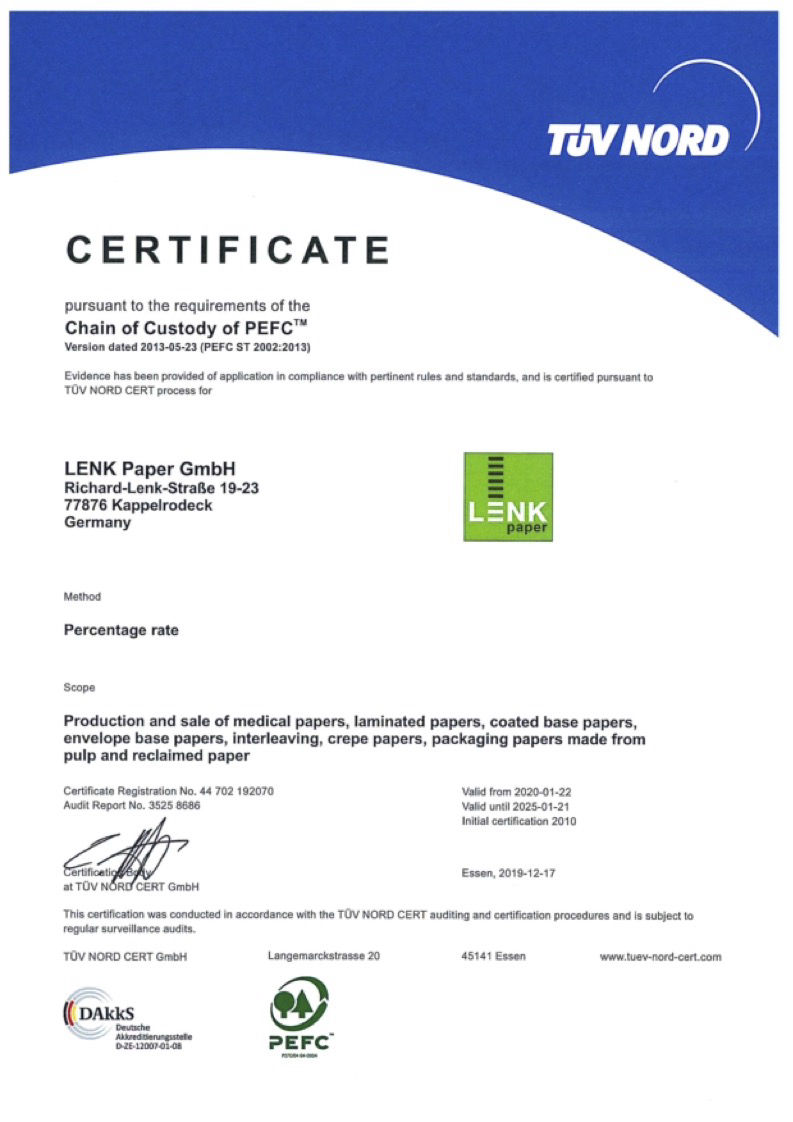 TÜV NORD
CERTIFICATE
pursuant to the requirements of the
Chain of Custody of PEFC™
Version dated 2013-05-23 (PEFC ST 2002:2013)
Evidence has been provided of application in compliance with pertinent rules and standards, and is certified pursuant to
TÜV NORD CERT process for
LENK Paper GmbH
Richard-Lenk-Straße 19-23
77876 Kappelrodeck
Germany
LENK
paper
Method
Percentage rate
Scope
Production and sale of medical papers, laminated papers, coated base papers,
envelope base papers, interleaving, crepe papers, packaging papers made from
pulp and reclaimed paper
Certificate Registration No. 44 702 192070
Audit Report No. 3525 8686
Valid from 2020-01-22
Valid until 2025-01-21
Initial certification 2010
Certification Body
at TÜV NORD CERT GmbH
Essen, 2019-12-17
This certification was conducted in accordance with the TÜV NORD CERT auditing and certification procedures and is subject to
regular surveillance audits.
TÜV NORD CERT GmbH Langemarckstrasse 20 45141 Essen www.tuev-nord-cert.com
DAkkS
Deutsche
Akkreditierungsstelle
D-ZE-12007-01-08
PEFC™